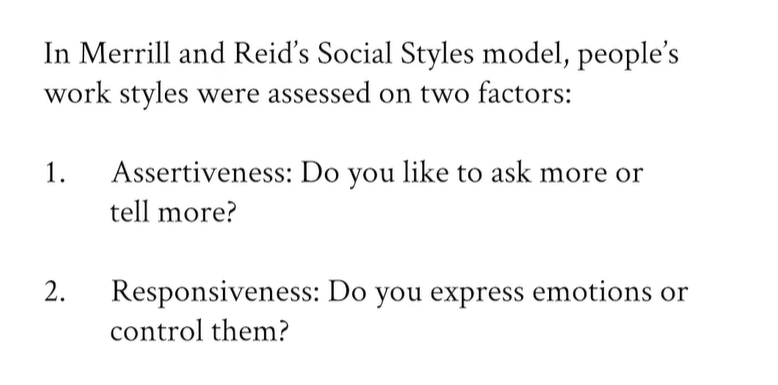 In Merrill and Reid’s Social Styles model, people’s
work styles were assessed on two factors:
1. Assertiveness: Do you like to ask more or
tell more?
2. Responsiveness: Do you express emotions or
control them?